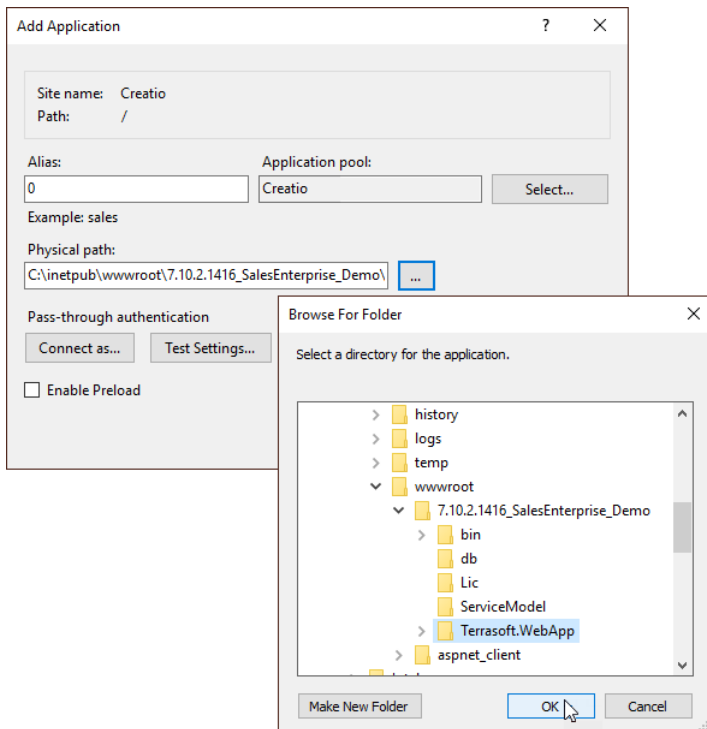 Add Application ?
Site name: Creatio
Path: /
Alias: Application pool:
0 Creatio Select...
Example: sales
Physical path:
C:\inetpub\wwwroot\7.10.2.1416_SalesEnterprise_Demo\ ...
Pass-through authentication
Connect as... Test Settings...
Enable Preload
Browse For Folder
Select a directory for the application.
history
logs
temp
wwwroot
7.10.2.1416_SalesEnterprise_Demo
bin
db
Lic
ServiceModel
Terrasoft.WebApp
aspnet_client
Make New Folder OK Cancel